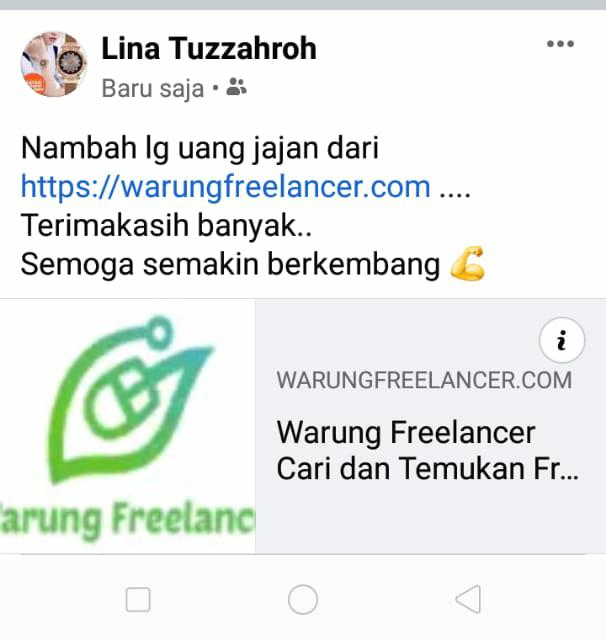 Lina Tuzzahroh
Baru saja •
Nambah lg uang jajan dari
https://warungfreelancer.com ....
Terimakasih banyak..
Semoga semakin berkembang 💪
i
WARUNGFREELANCER.COM
Warung Freelancer
Cari dan Temukan Fr...
arung Freelanc